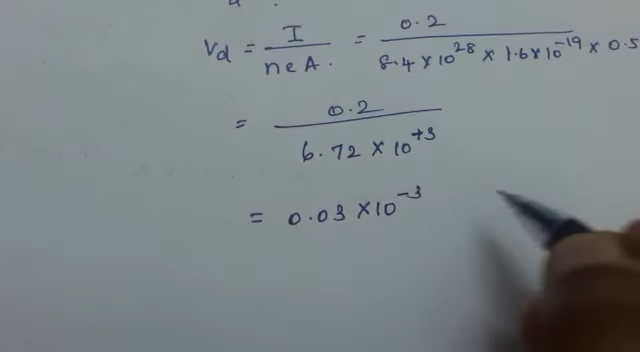 Vd = I / neA. = 0.2 / 8.4 × 10^28 × 1.6×10^-19 × 0.5
= 0.2 / 6.72 × 10^+3
= 0.03 × 10^-3